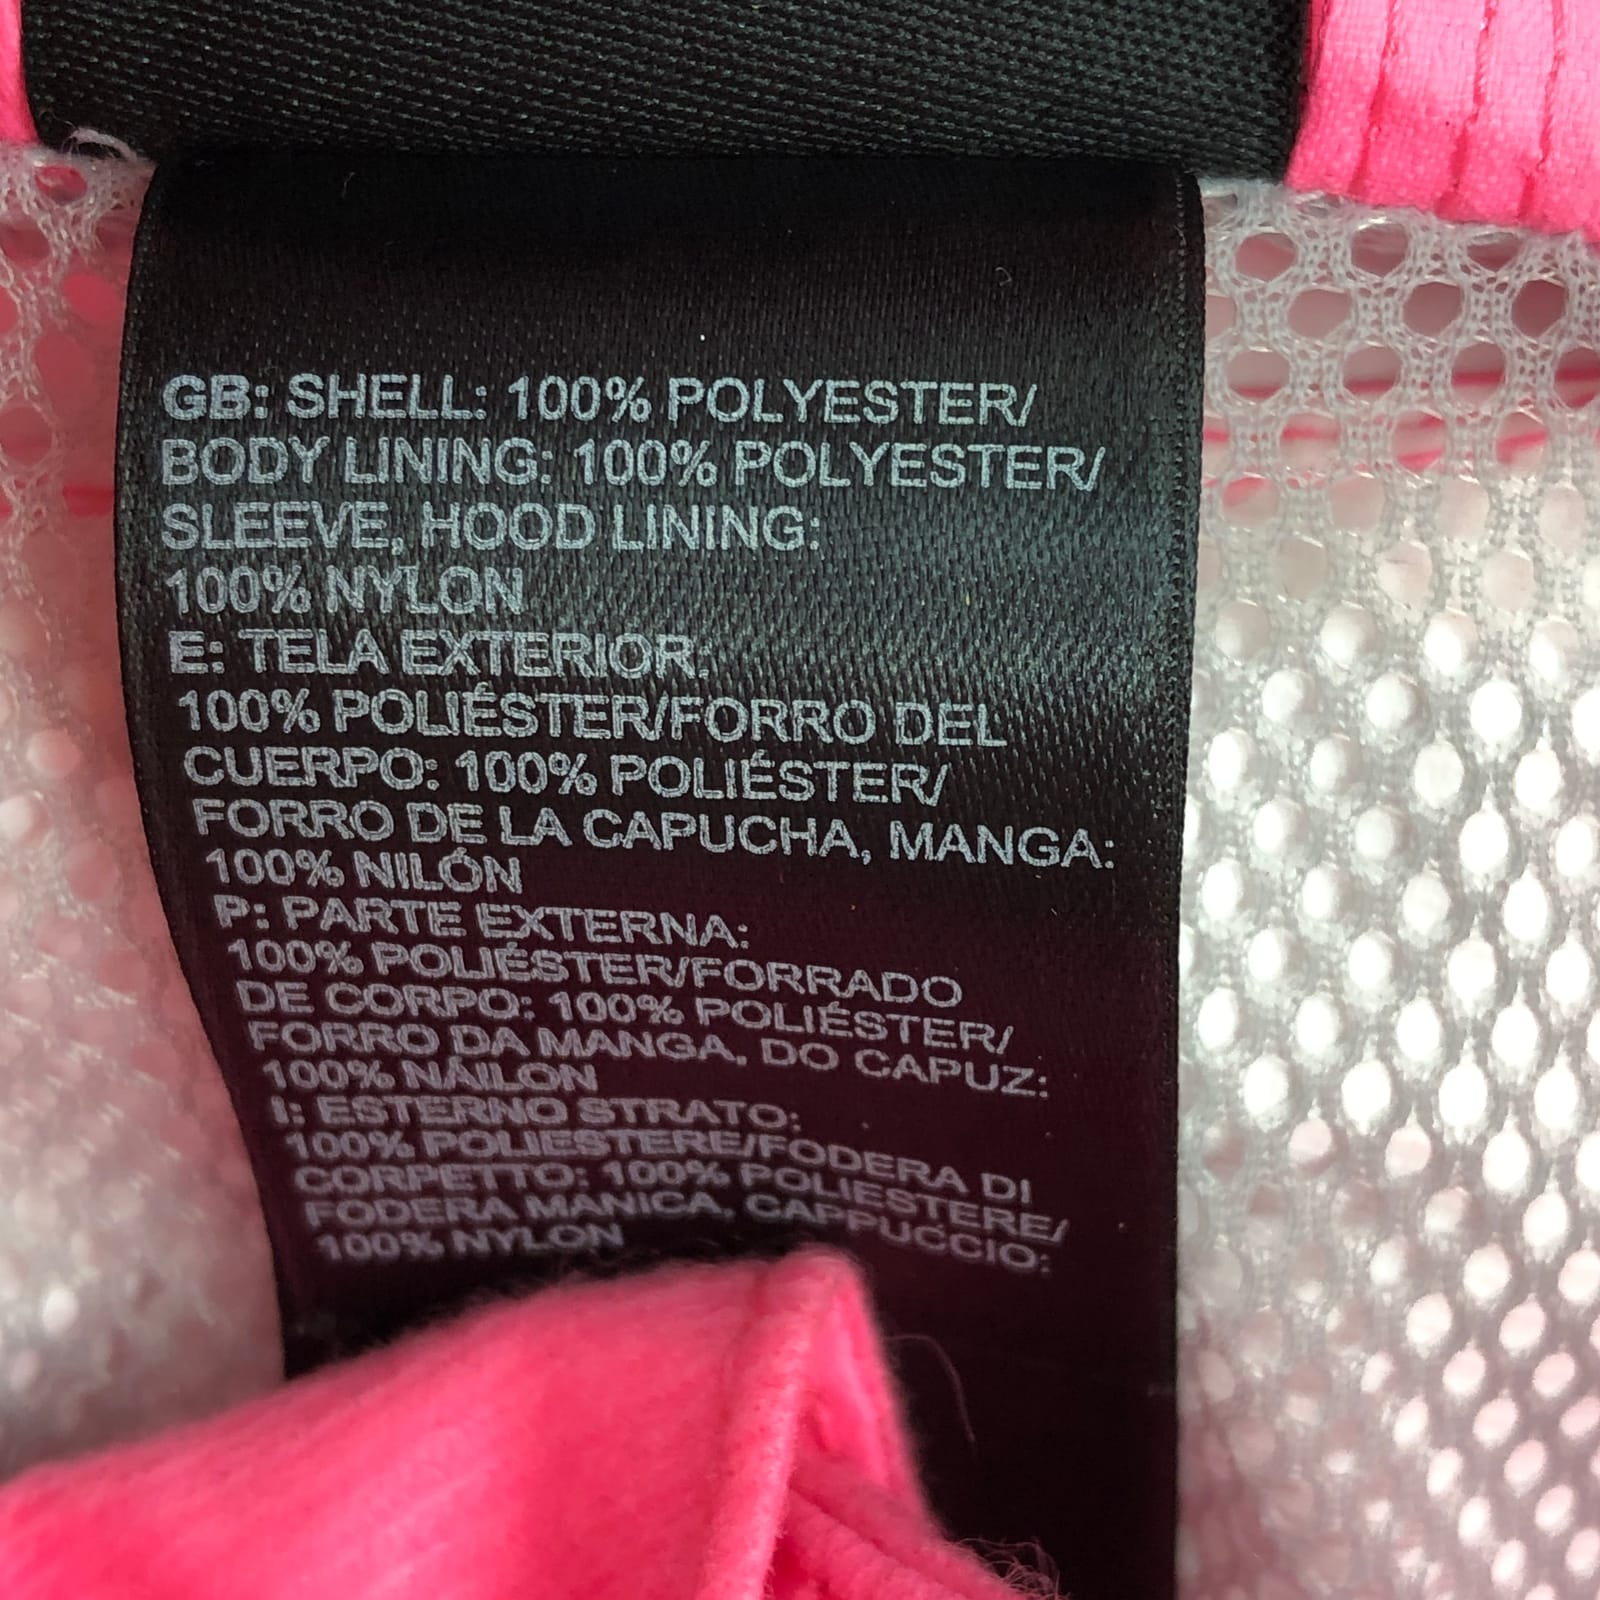 GB: SHELL: 100% POLYESTER/
BODY LINING: 100% POLYESTER/
SLEEVE, HOOD LINING:
100% NYLON
E: TELA EXTERIOR:
100% POLIÉSTER/FORRO DEL
CUERPO: 100% POLIÉSTER/
FORRO DE LA CAPUCHA, MANGA:
100% NILÓN
P: PARTE EXTERNA:
100% POLIÉSTER/FORRADO
DE CORPO: 100% POLIÉSTER/
FORRO DA MANGA, DO CAPUZ:
100% NÁILON
I: ESTERNO STRATO:
100% POLIESTERE/FODERA DI
CORPETTO: 100% POLIESTERE/
FODERA MANICA, CAPPUCCIO:
100% NYLON